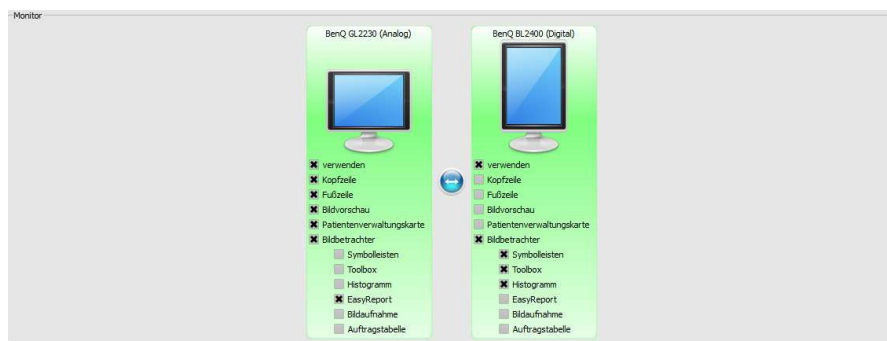 Monitor
BenQ GL2230 (Analog)
verwenden
Kopfzeile
Fußzeile
Bildvorschau
Patientenverwaltungskarte
Bildbetrachter
Symbolleisten
Toolbox
Histogramm
EasyReport
Bildaufnahme
Auftragstabelle
BenQ BL2400 (Digital)
verwenden
Kopfzeile
Fußzeile
Bildvorschau
Patientenverwaltungskarte
Bildbetrachter
Symbolleisten
Toolbox
Histogramm
EasyReport
Bildaufnahme
Auftragstabelle